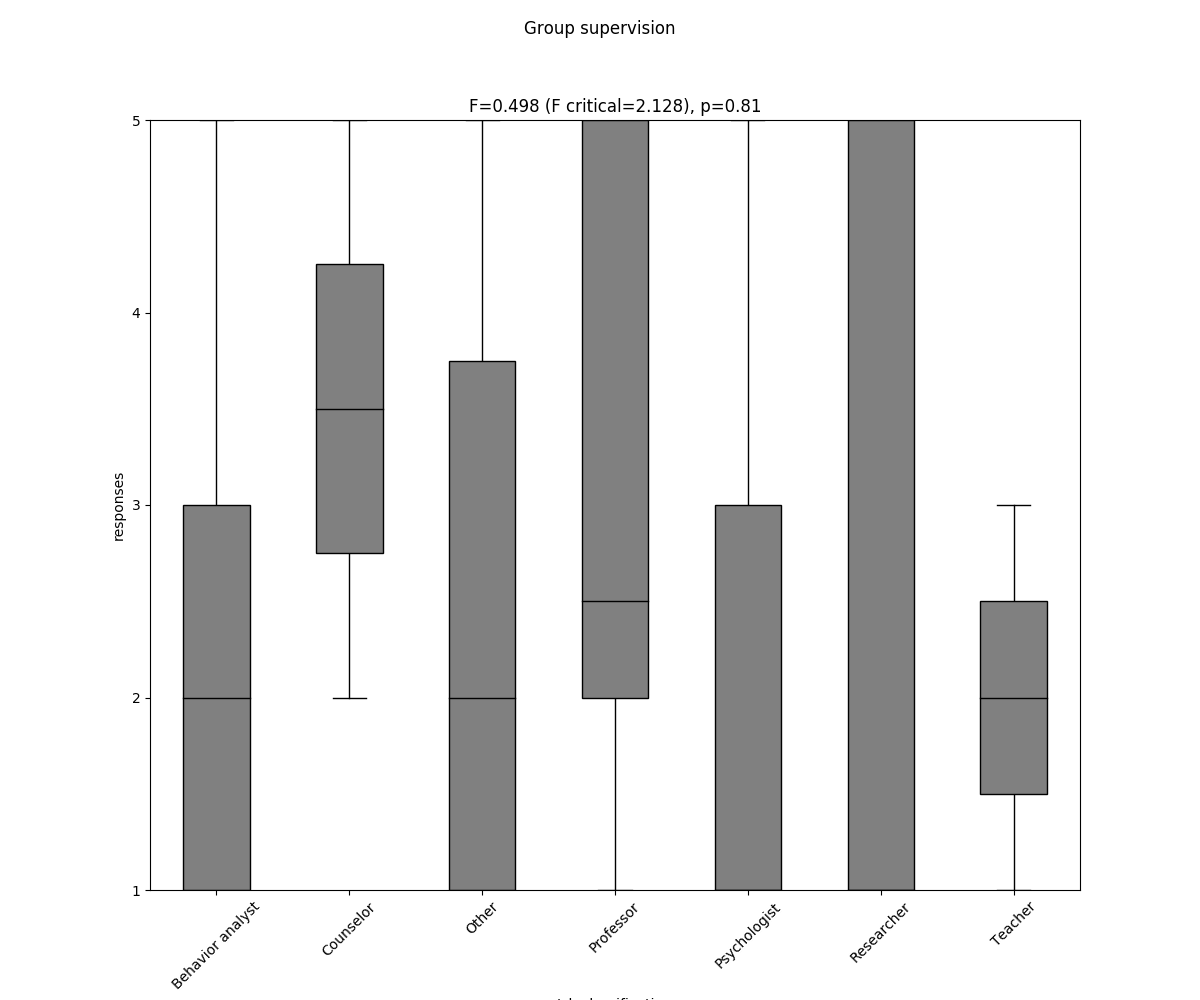 Group supervision
F=0.498 (F critical=2.128), p=0.81
5
4
3
2
1
responses
Behavior analyst
Counselor
Other
Professor
Psychologist
Researcher
Teacher